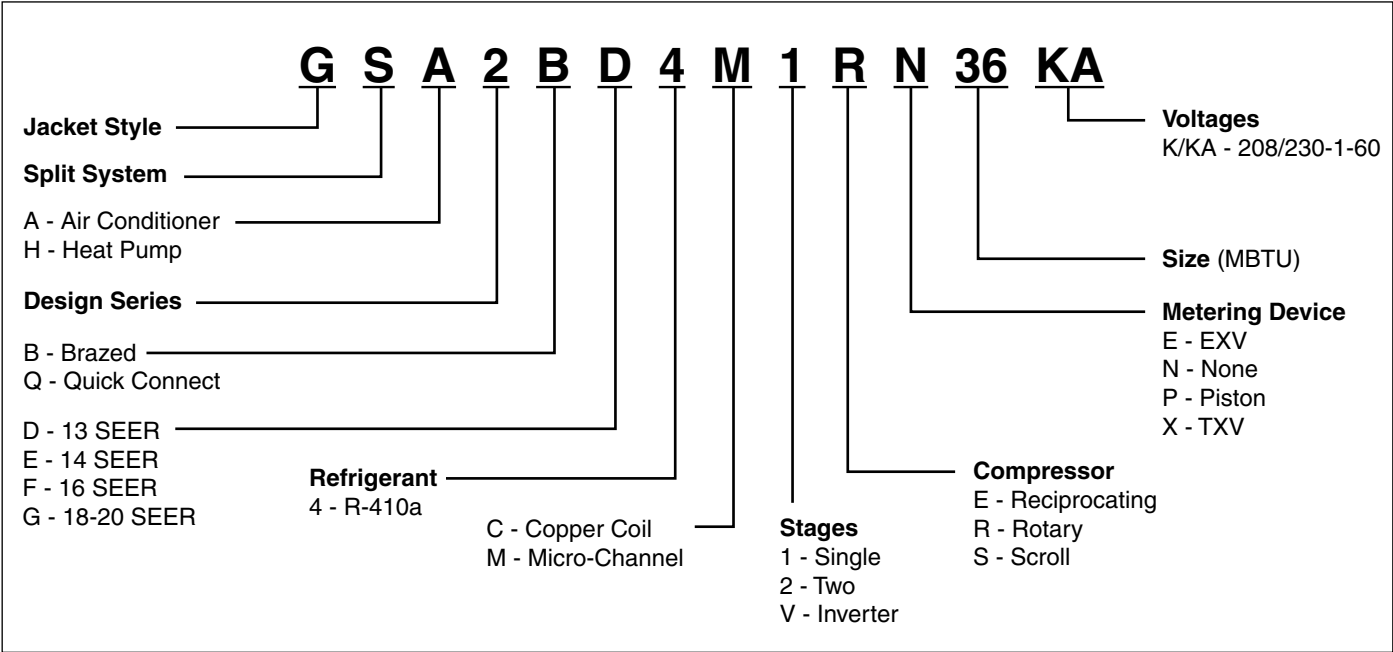 G S A 2 B D 4 M 1 R N 36 KA
Jacket Style
Split System
A - Air Conditioner
H - Heat Pump
Design Series
B - Brazed
Q - Quick Connect
D - 13 SEER
E - 14 SEER
F - 16 SEER
G - 18-20 SEER
Refrigerant
4 - R-410a
C - Copper Coil
M - Micro-Channel
Stages
1 - Single
2 - Two
V - Inverter
Compressor
E - Reciprocating
R - Rotary
S - Scroll
Metering Device
E - EXV
N - None
P - Piston
X - TXV
Size (MBTU)
Voltages
K/KA - 208/230-1-60